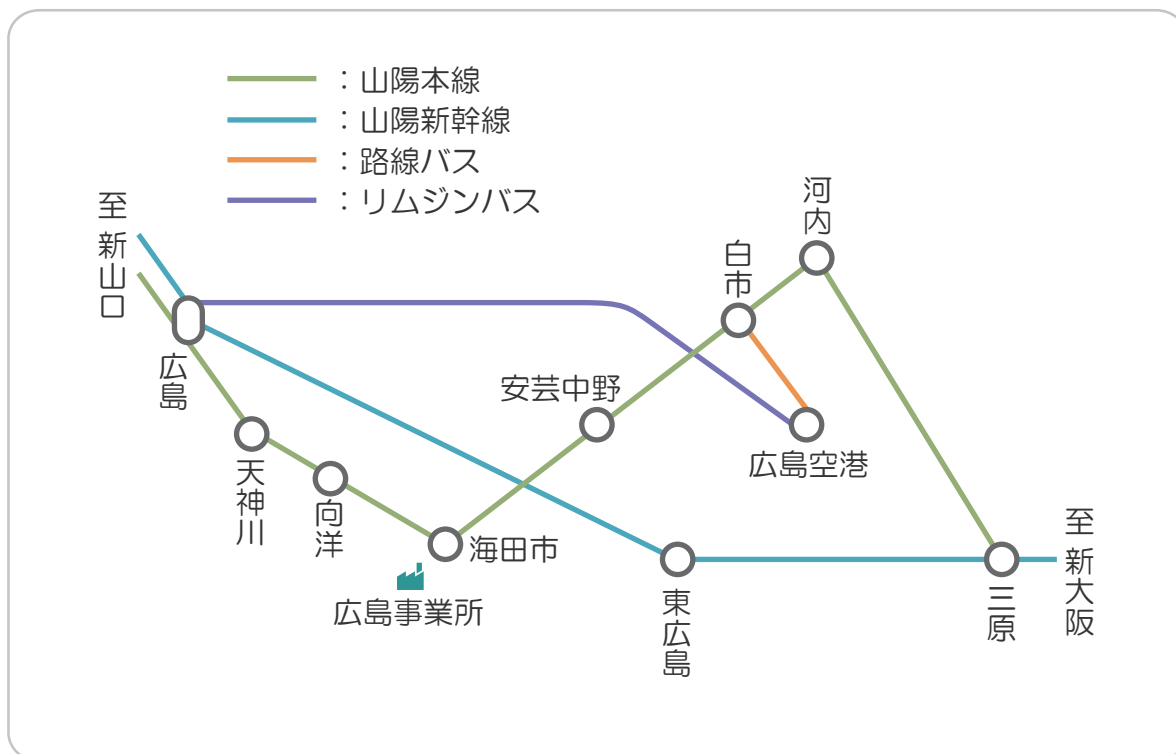 ：山陽本線
：山陽新幹線
：路線バス
：リムジンバス
至新山口
広島
天神川
向洋
海田市
広島事業所
安芸中野
白市
河内
広島空港
東広島
三原
至新大阪